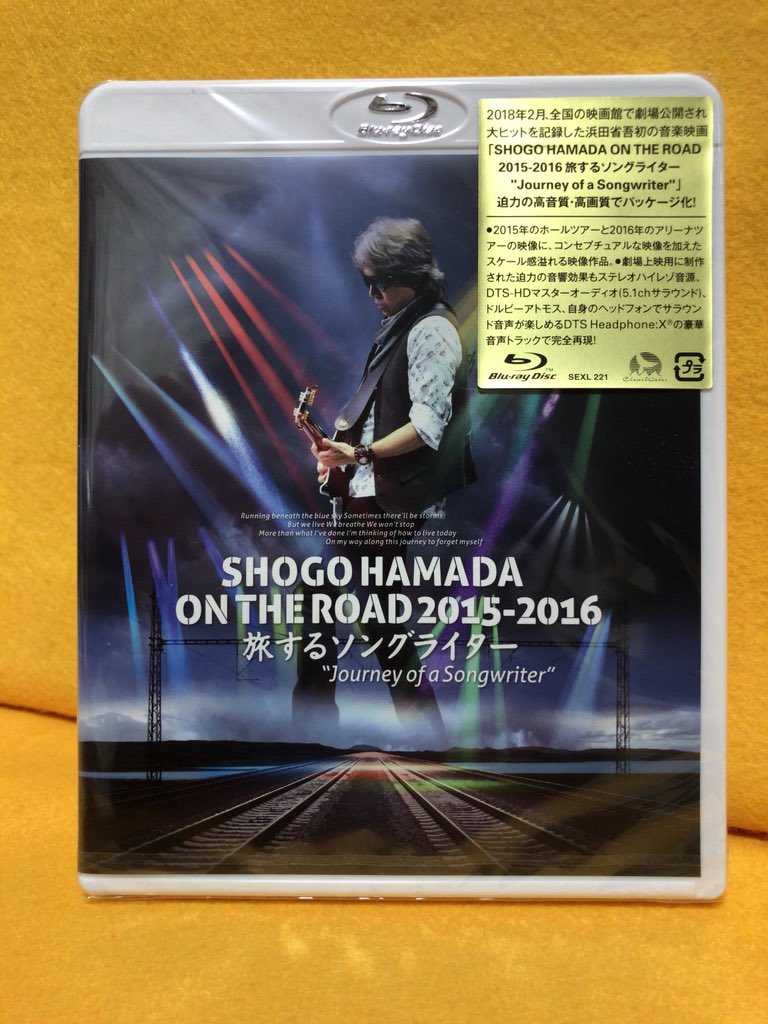 Blu-ray Disc
2018年2月、全国の映画館で劇場公開され
大ヒットを記録した浜田省吾初の音楽映画
「SHOGO HAMADA ON THE ROAD
2015-2016 旅するソングライター
"Journey of a Songwriter"」
迫力の高音質・高画質でパッケージ化!
●2015年のホールツアーと2016年のアリーナツ
アーの映像に、コンセプチュアルな映像を加えた
スケール感溢れる映像作品。●劇場上映用に制作
された迫力の音響効果もステレオハイレゾ音源、
DTS-HDマスターオーディオ(5.1chサラウンド)、
ドルビーアトモス、自身のヘッドフォンでサラウン
ド音声が楽しめるDTS Headphone:X®の豪華
音声トラックで完全再現!
Blu-ray Disc SEXL 221 ClearWater プラ
Running beneath the blue sky Sometimes there'll be storms
But we live We breathe We won't stop
More than what I've done I'm thinking of how to live today
On my way along this journey to forget myself
SHOGO HAMADA
ON THE ROAD 2015-2016
旅するソングライター
"Journey of a Songwriter"